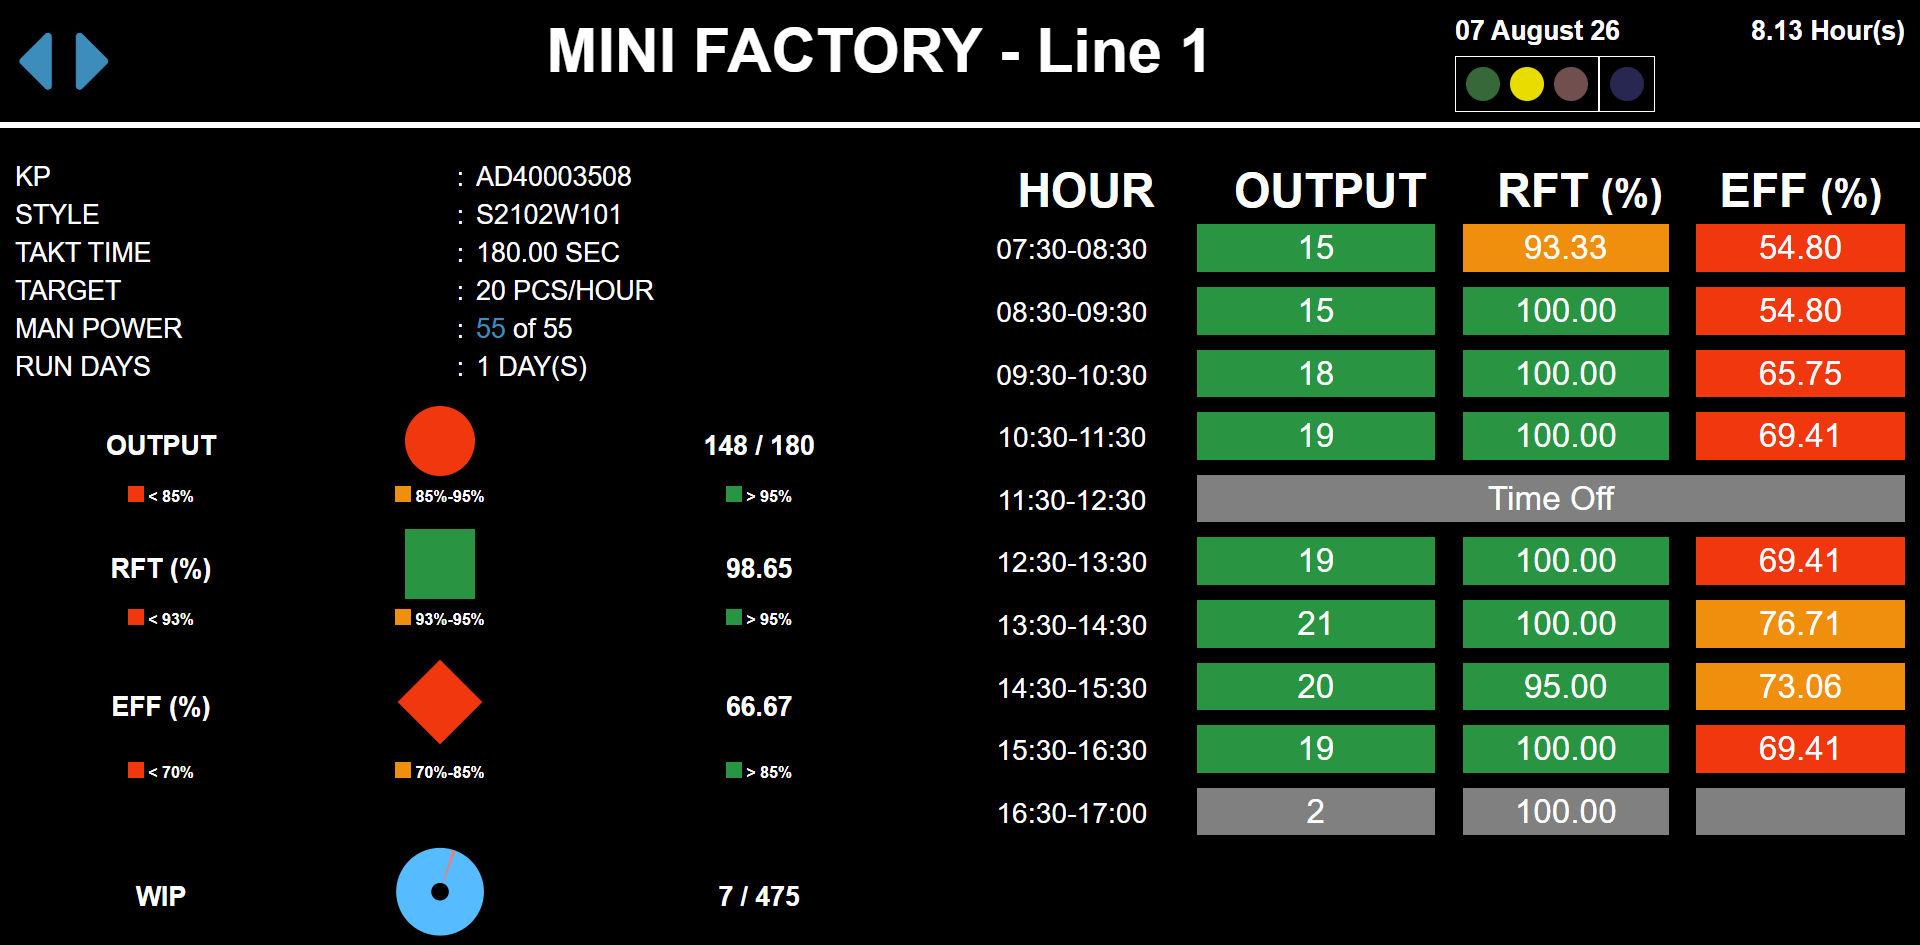 MINI FACTORY - Line 1
07 August 26
8.13 Hour(s)
KP : AD40003508
STYLE : S2102W101
TAKT TIME : 180.00 SEC
TARGET : 20 PCS/HOUR
MAN POWER : 55 of 55
RUN DAYS : 1 DAY(S)
OUTPUT 148 / 180
< 85% 85%-95% > 95%
RFT (%) 98.65
< 93% 93%-95% > 95%
EFF (%) 66.67
< 70% 70%-85% > 85%
WIP 7 / 475
HOUR OUTPUT RFT (%) EFF (%)
07:30-08:30 15 93.33 54.80
08:30-09:30 15 100.00 54.80
09:30-10:30 18 100.00 65.75
10:30-11:30 19 100.00 69.41
11:30-12:30 Time Off
12:30-13:30 19 100.00 69.41
13:30-14:30 21 100.00 76.71
14:30-15:30 20 95.00 73.06
15:30-16:30 19 100.00 69.41
16:30-17:00 2 100.00